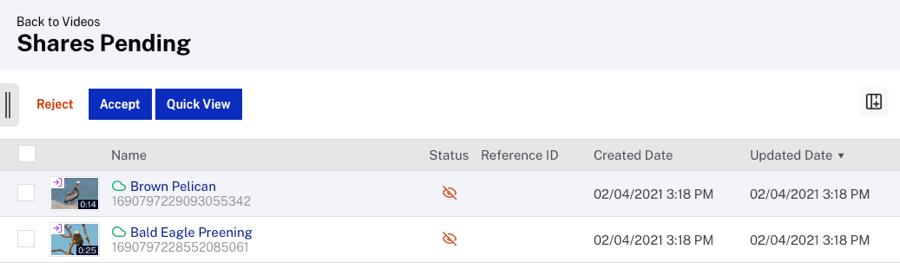 Back to Videos
Shares Pending
Reject Accept Quick View
Name Status Reference ID Created Date Updated Date ▼
0:14 Brown Pelican 02/04/2021 3:18 PM 02/04/2021 3:18 PM
1690797229093055342
0:25 Bald Eagle Preening 02/04/2021 3:18 PM 02/04/2021 3:18 PM
1690797228552085061